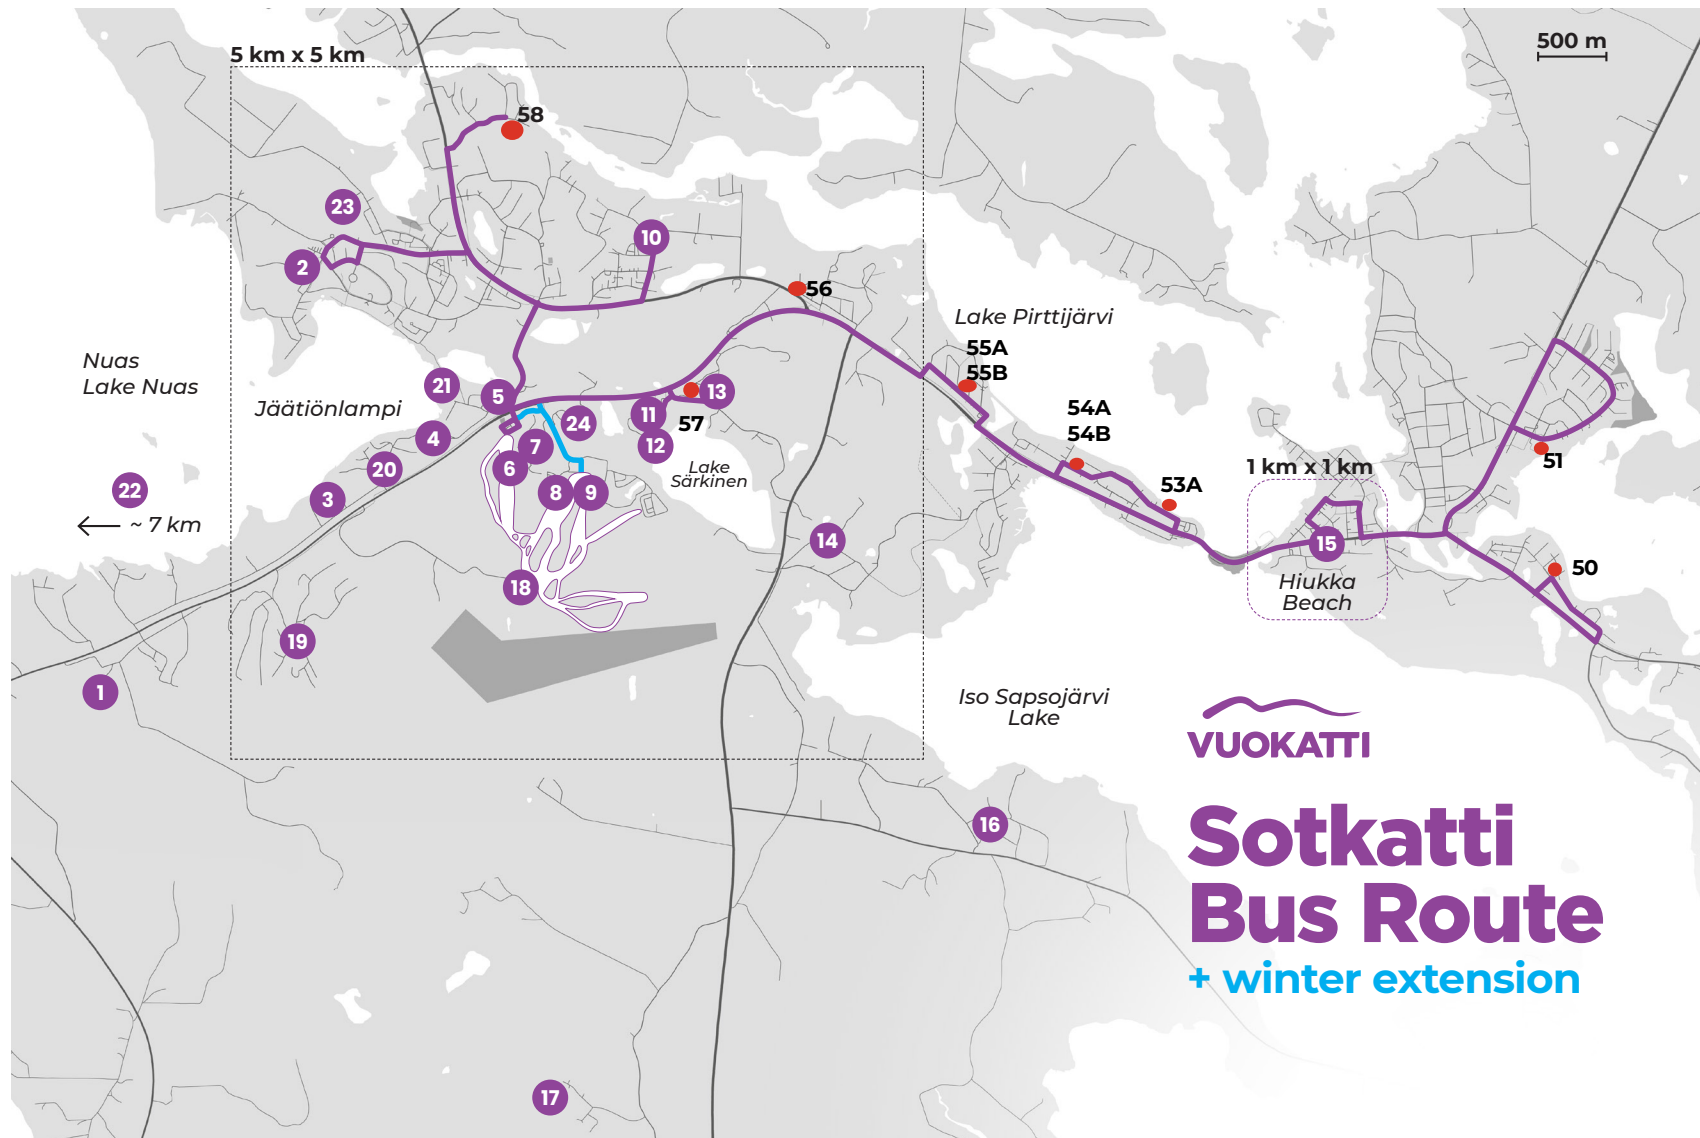 5 km x 5 km
500 m
58
23
10
2
56
Lake Pirttijärvi
55A
55B
Nuas
Lake Nuas
21
5
13
Jäätiönlampi
11
24
57
4
7
12
54A
54B
20
6
Lake
Särkinen
51
1 km x 1 km
22
3
8
9
53A
~ 7 km
14
15
50
18
Hiukka
Beach
19
1
Iso Sapsojärvi
Lake
VUOKATTI
16
Sotkatti
Bus Route
+ winter extension
17